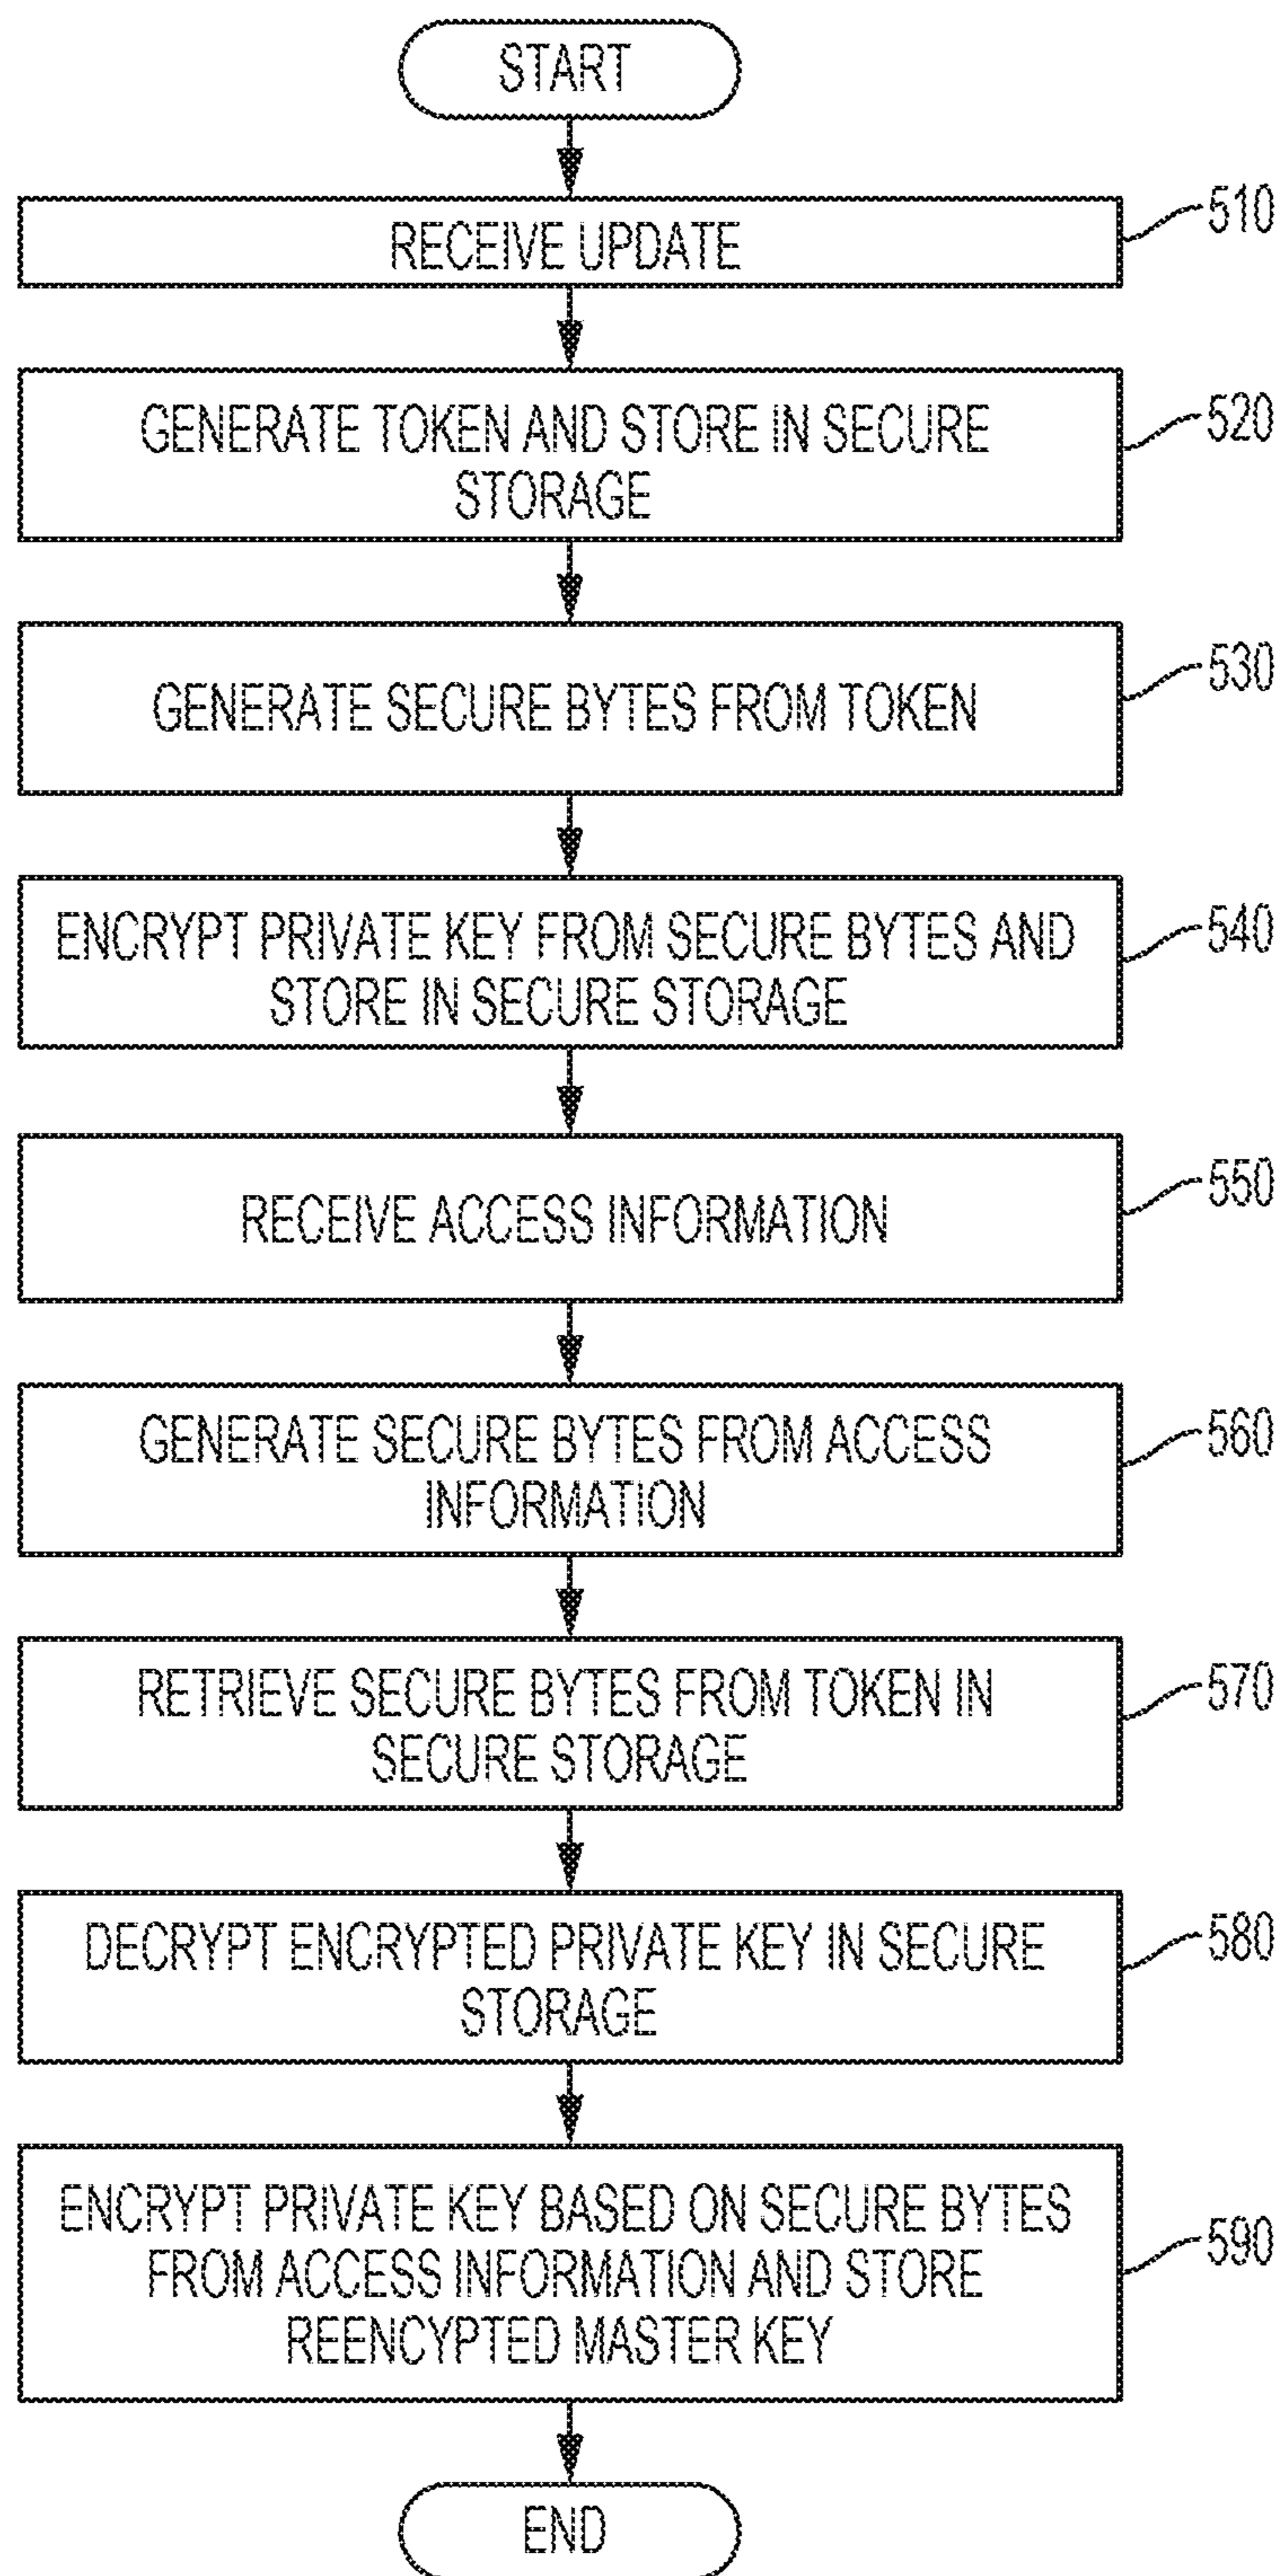 START
RECEIVE UPDATE
510
GENERATE TOKEN AND STORE IN SECURE
STORAGE
520
GENERATE SECURE BYTES FROM TOKEN
530
ENCRYPT PRIVATE KEY FROM SECURE BYTES AND
STORE IN SECURE STORAGE
540
RECEIVE ACCESS INFORMATION
550
GENERATE SECURE BYTES FROM ACCESS
INFORMATION
560
RETRIEVE SECURE BYTES FROM TOKEN IN
SECURE STORAGE
570
DECRYPT ENCRYPTED PRIVATE KEY IN SECURE
STORAGE
580
ENCRYPT PRIVATE KEY BASED ON SECURE BYTES
FROM ACCESS INFORMATION AND STORE
REENCYPTED MASTER KEY
590
END